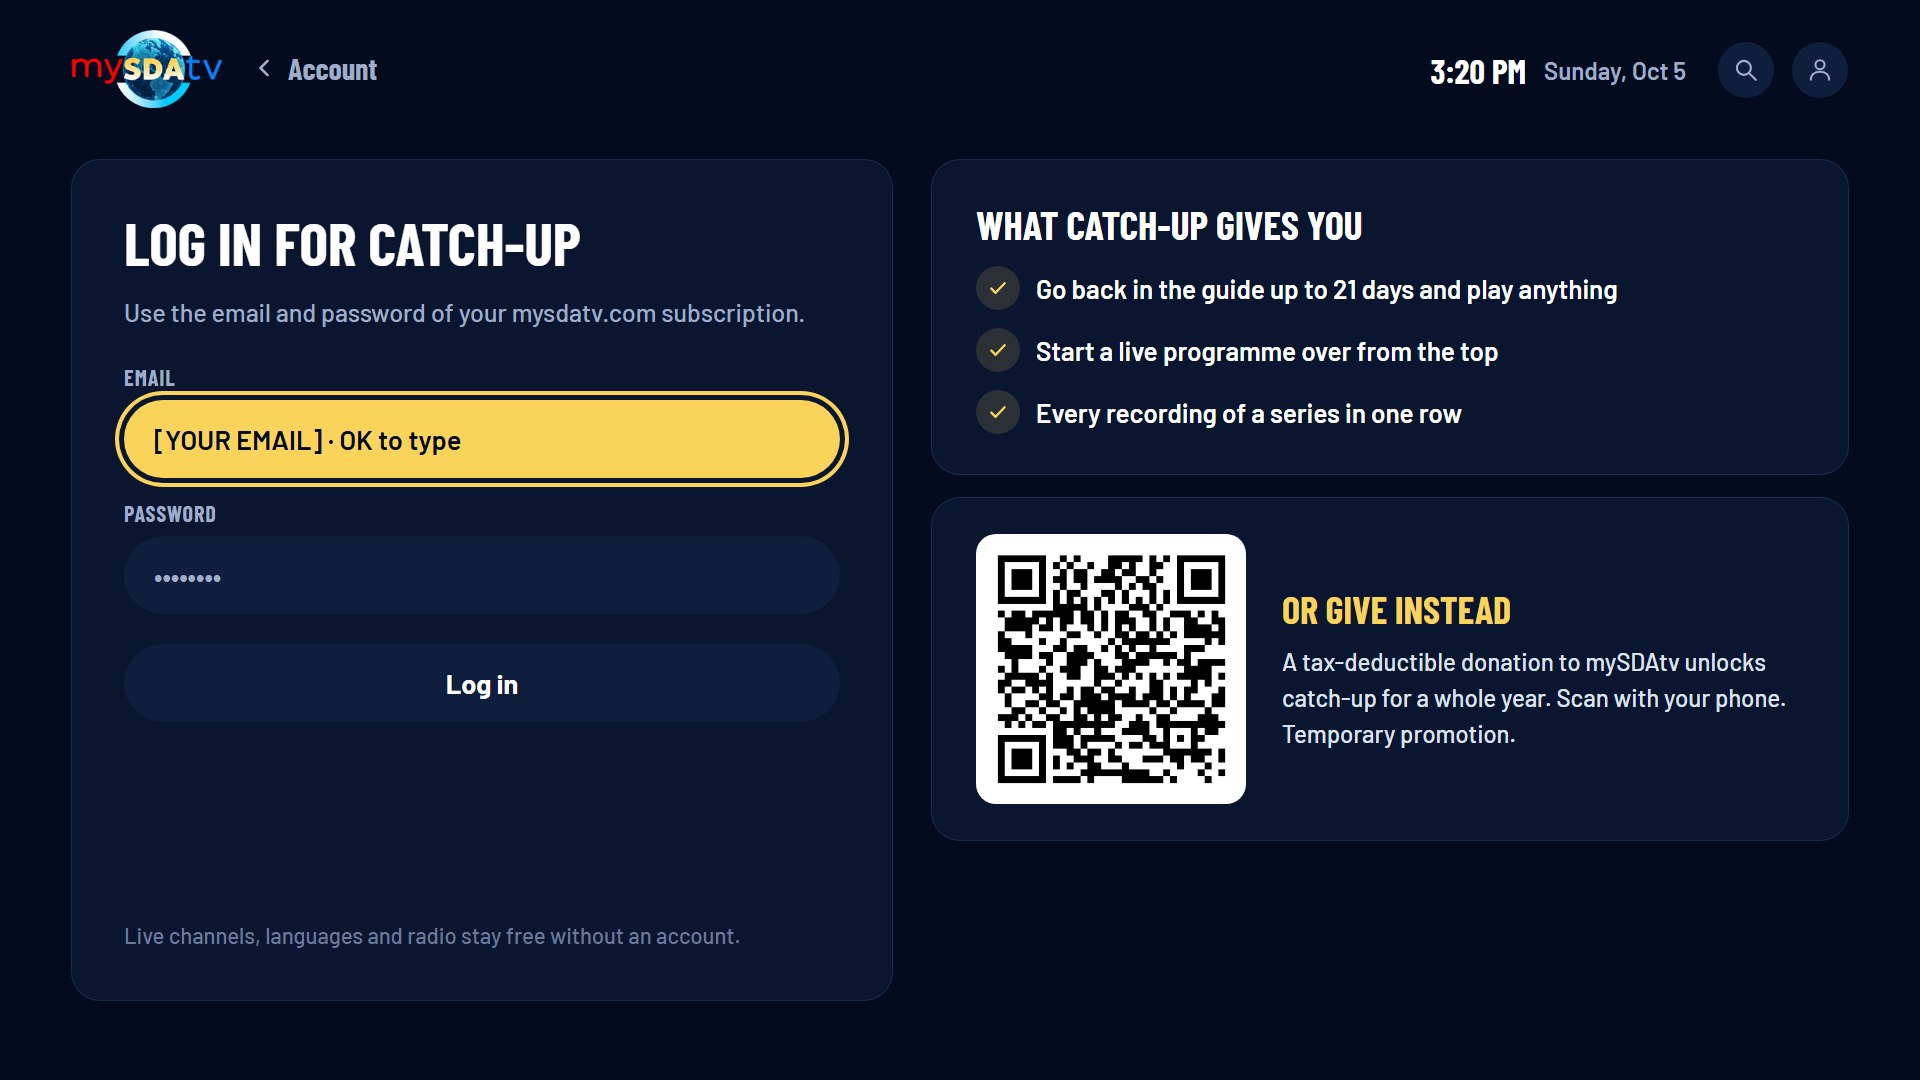 mySDAtv
Account
3:20 PM Sunday, Oct 5
LOG IN FOR CATCH-UP
Use the email and password of your mysdatv.com subscription.
EMAIL
[YOUR EMAIL] · OK to type
PASSWORD
••••••••
Log in
Live channels, languages and radio stay free without an account.
WHAT CATCH-UP GIVES YOU
Go back in the guide up to 21 days and play anything
Start a live programme over from the top
Every recording of a series in one row
OR GIVE INSTEAD
A tax-deductible donation to mySDAtv unlocks
catch-up for a whole year. Scan with your phone.
Temporary promotion.